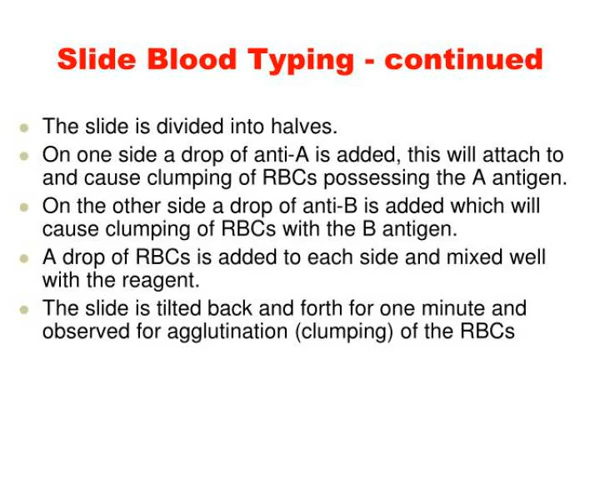 Slide Blood Typing - continued
The slide is divided into halves.
On one side a drop of anti-A is added, this will attach to
and cause clumping of RBCs possessing the A antigen.
On the other side a drop of anti-B is added which will
cause clumping of RBCs with the B antigen.
A drop of RBCs is added to each side and mixed well
with the reagent.
The slide is tilted back and forth for one minute and
observed for agglutination (clumping) of the RBCs